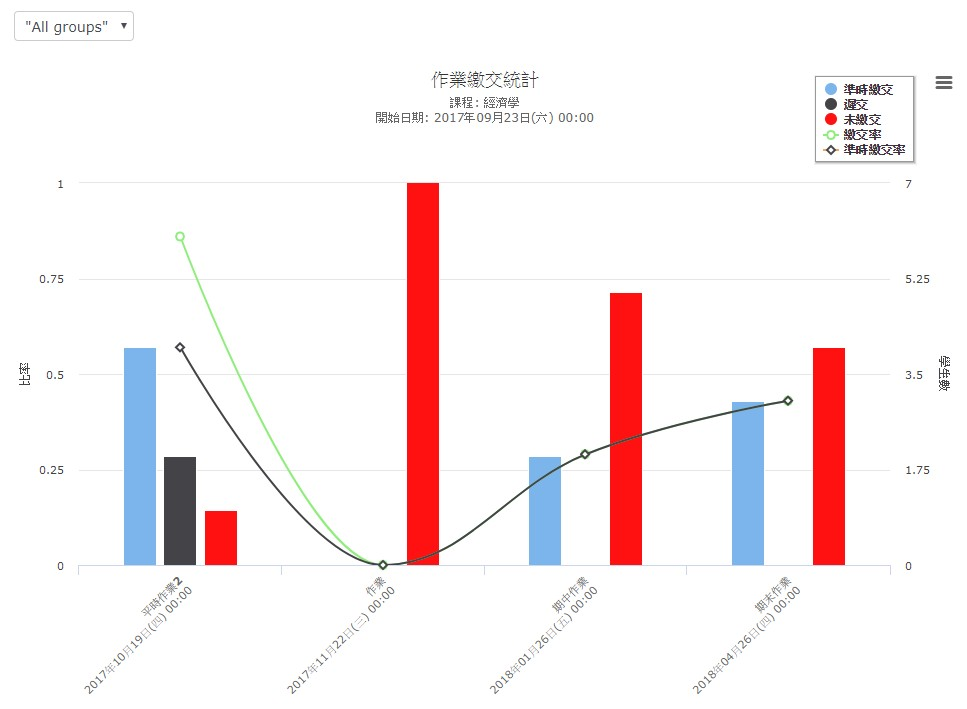 "All groups"
作業繳交統計
課程: 經濟學
開始日期: 2017年09月23日(六) 00:00
準時繳交
遲交
未繳交
繳交率
準時繳交率
1
0.75
0.5
0.25
0
比率
7
5.25
3.5
1.75
0
學生數
平時作業2
2017年10月19日(四) 00:00
作業
2017年11月22日(三) 00:00
期中作業
2018年01月26日(五) 00:00
期末作業
2018年04月26日(四) 00:00